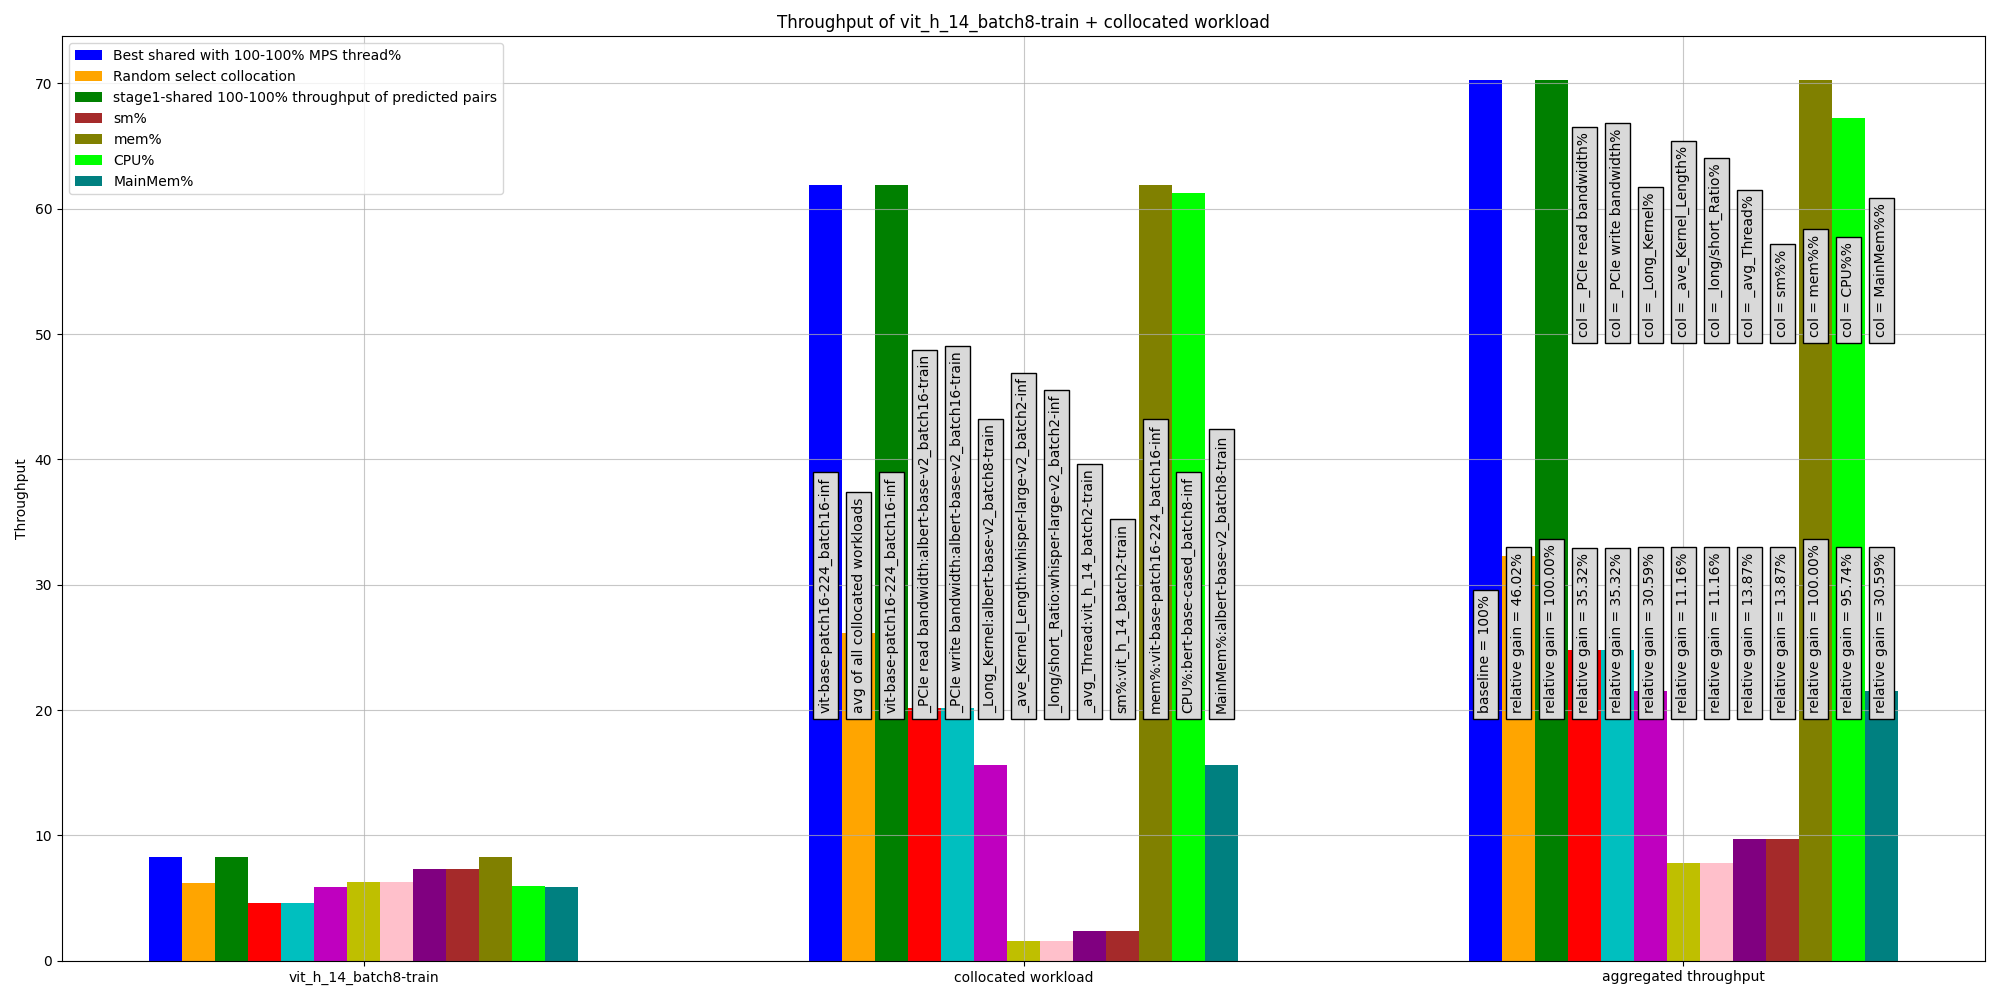 Throughput of vit_h_14_batch8-train + collocated workload
Best shared with 100-100% MPS thread%
Random select collocation
stage1-shared 100-100% throughput of predicted pairs
sm%
mem%
CPU%
MainMem%
Throughput
70
60
50
40
30
20
10
0
vit-base-patch16-224_batch16-inf
avg of all collocated workloads
vit-base-patch16-224_batch16-inf
_PCIe read bandwidth:albert-base-v2_batch16-train
_PCIe write bandwidth:albert-base-v2_batch16-train
_Long_Kernel:albert-base-v2_batch8-train
_ave_Kernel_Length:whisper-large-v2_batch2-inf
_long/short_Ratio:whisper-large-v2_batch2-inf
_avg_Thread:vit_h_14_batch2-train
sm%:vit_h_14_batch2-train
mem%:vit-base-patch16-224_batch16-inf
CPU%:bert-base-cased_batch8-inf
MainMem%:albert-base-v2_batch8-train
col = _PCIe read bandwidth%
col = _PCIe write bandwidth%
col = _Long_Kernel%
col = _ave_Kernel_Length%
col = _long/short_Ratio%
col = _avg_Thread%
col = sm%%
col = mem%%
col = CPU%%
col = MainMem%%
baseline = 100%
relative gain = 46.02%
relative gain = 100.00%
relative gain = 35.32%
relative gain = 35.32%
relative gain = 30.59%
relative gain = 11.16%
relative gain = 11.16%
relative gain = 13.87%
relative gain = 13.87%
relative gain = 100.00%
relative gain = 95.74%
relative gain = 30.59%
vit_h_14_batch8-train
collocated workload
aggregated throughput